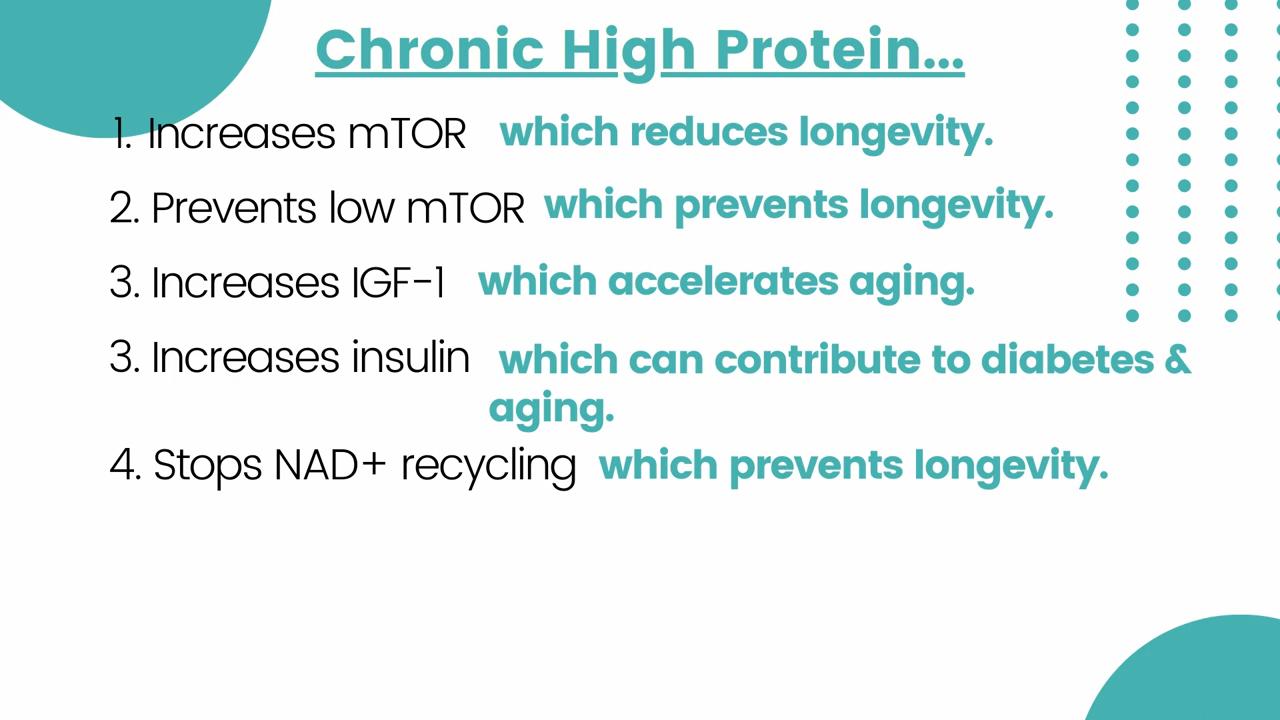 Chronic High Protein...
1. Increases mTOR which reduces longevity.
2. Prevents low mTOR which prevents longevity.
3. Increases IGF-1 which accelerates aging.
3. Increases insulin which can contribute to diabetes &
aging.
4. Stops NAD+ recycling which prevents longevity.